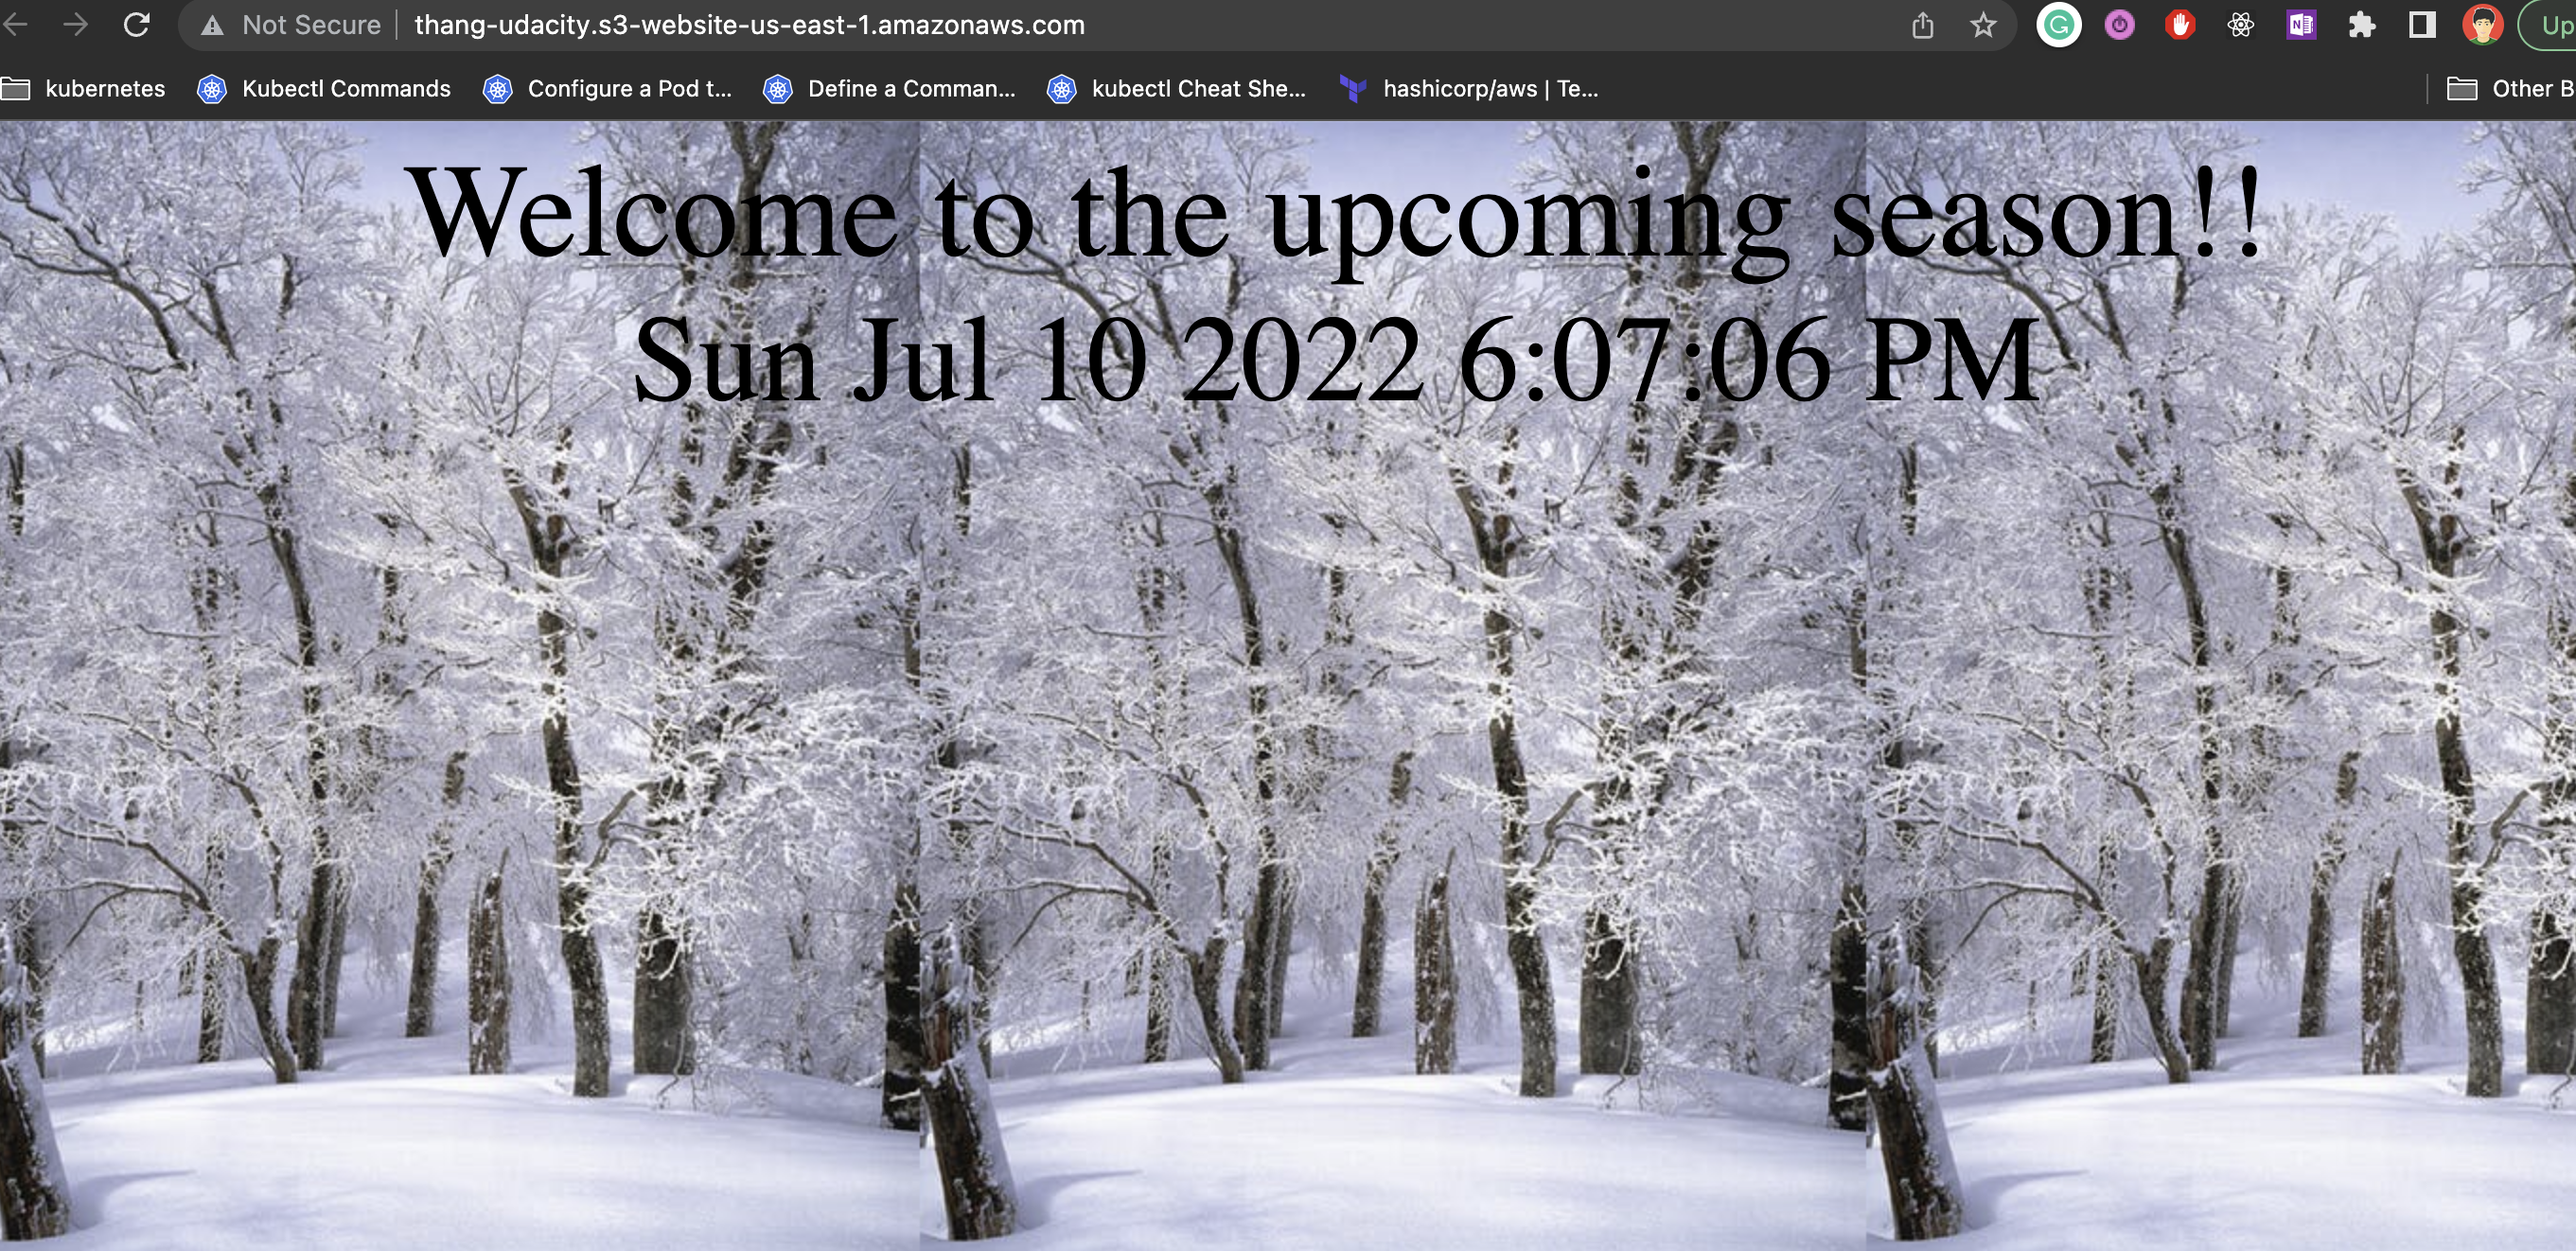 Not Secure thang-udacity.s3-website-us-east-1.amazonaws.com Up
kubernetes Kubectl Commands Configure a Pod t... Define a Comman... kubectl Cheat She... hashicorp/aws | Te... Other B
Welcome to the upcoming season!!
Sun Jul 10 2022 6:07:06 PM